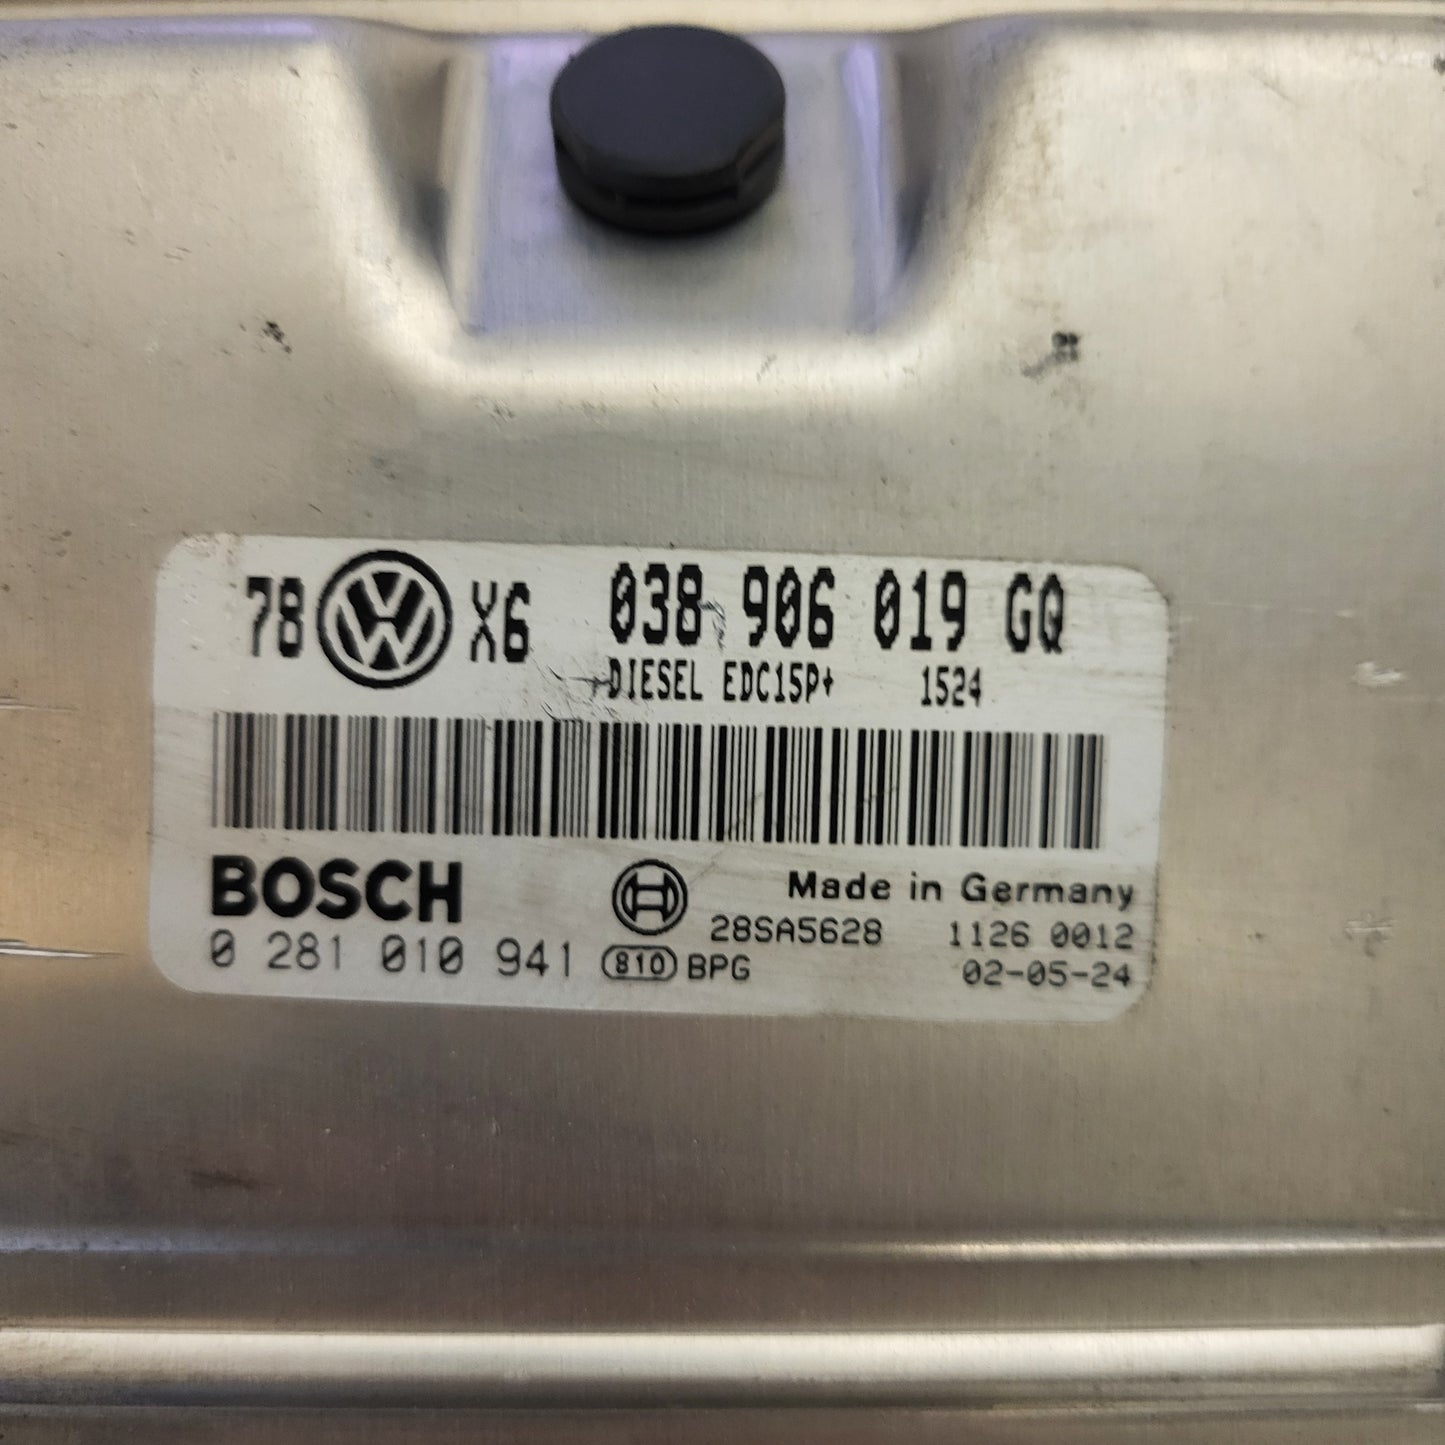 78 VW X6 038 906 019 GQ
DIESEL EDC15P+ 1524
BOSCH Made in Germany
28SA5628 1126 0012
0 281 010 941 810 BPG 02-05-24